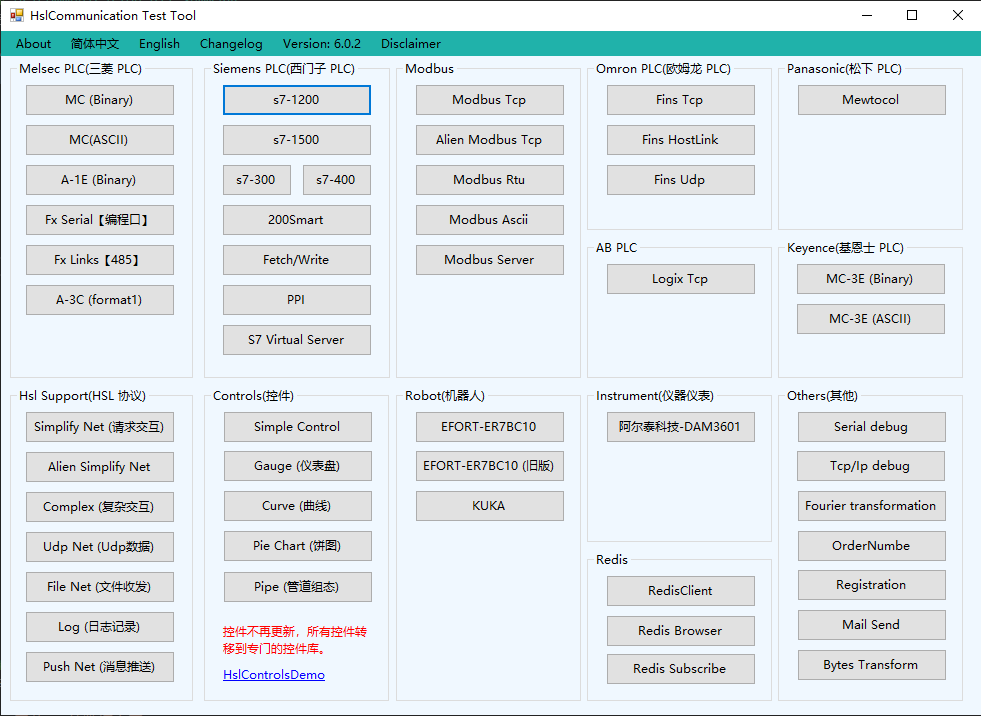 HslCommunication Test Tool
About 简体中文 English Changelog Version: 6.0.2 Disclaimer
Melsec PLC(三菱 PLC)
MC (Binary)
MC(ASCII)
A-1E (Binary)
Fx Serial【编程口】
Fx Links【485】
A-3C (format1)
Siemens PLC(西门子 PLC)
s7-1200
s7-1500
s7-300 s7-400
200Smart
Fetch/Write
PPI
S7 Virtual Server
Modbus
Modbus Tcp
Alien Modbus Tcp
Modbus Rtu
Modbus Ascii
Modbus Server
Omron PLC(欧姆龙 PLC)
Fins Tcp
Fins HostLink
Fins Udp
Panasonic(松下 PLC)
Mewtocol
AB PLC
Logix Tcp
Keyence(基恩士 PLC)
MC-3E (Binary)
MC-3E (ASCII)
Hsl Support(HSL 协议)
Simplify Net (请求交互)
Alien Simplify Net
Complex (复杂交互)
Udp Net (Udp数据)
File Net (文件收发)
Log (日志记录)
Push Net (消息推送)
Controls(控件)
Simple Control
Gauge (仪表盘)
Curve (曲线)
Pie Chart (饼图)
Pipe (管道组态)
控件不再更新，所有控件转
移到专门的控件库。
HslControlsDemo
Robot(机器人)
EFORT-ER7BC10
EFORT-ER7BC10 (旧版)
KUKA
Instrument(仪器仪表)
阿尔泰科技-DAM3601
Redis
RedisClient
Redis Browser
Redis Subscribe
Others(其他)
Serial debug
Tcp/Ip debug
Fourier transformation
OrderNumbe
Registration
Mail Send
Bytes Transform